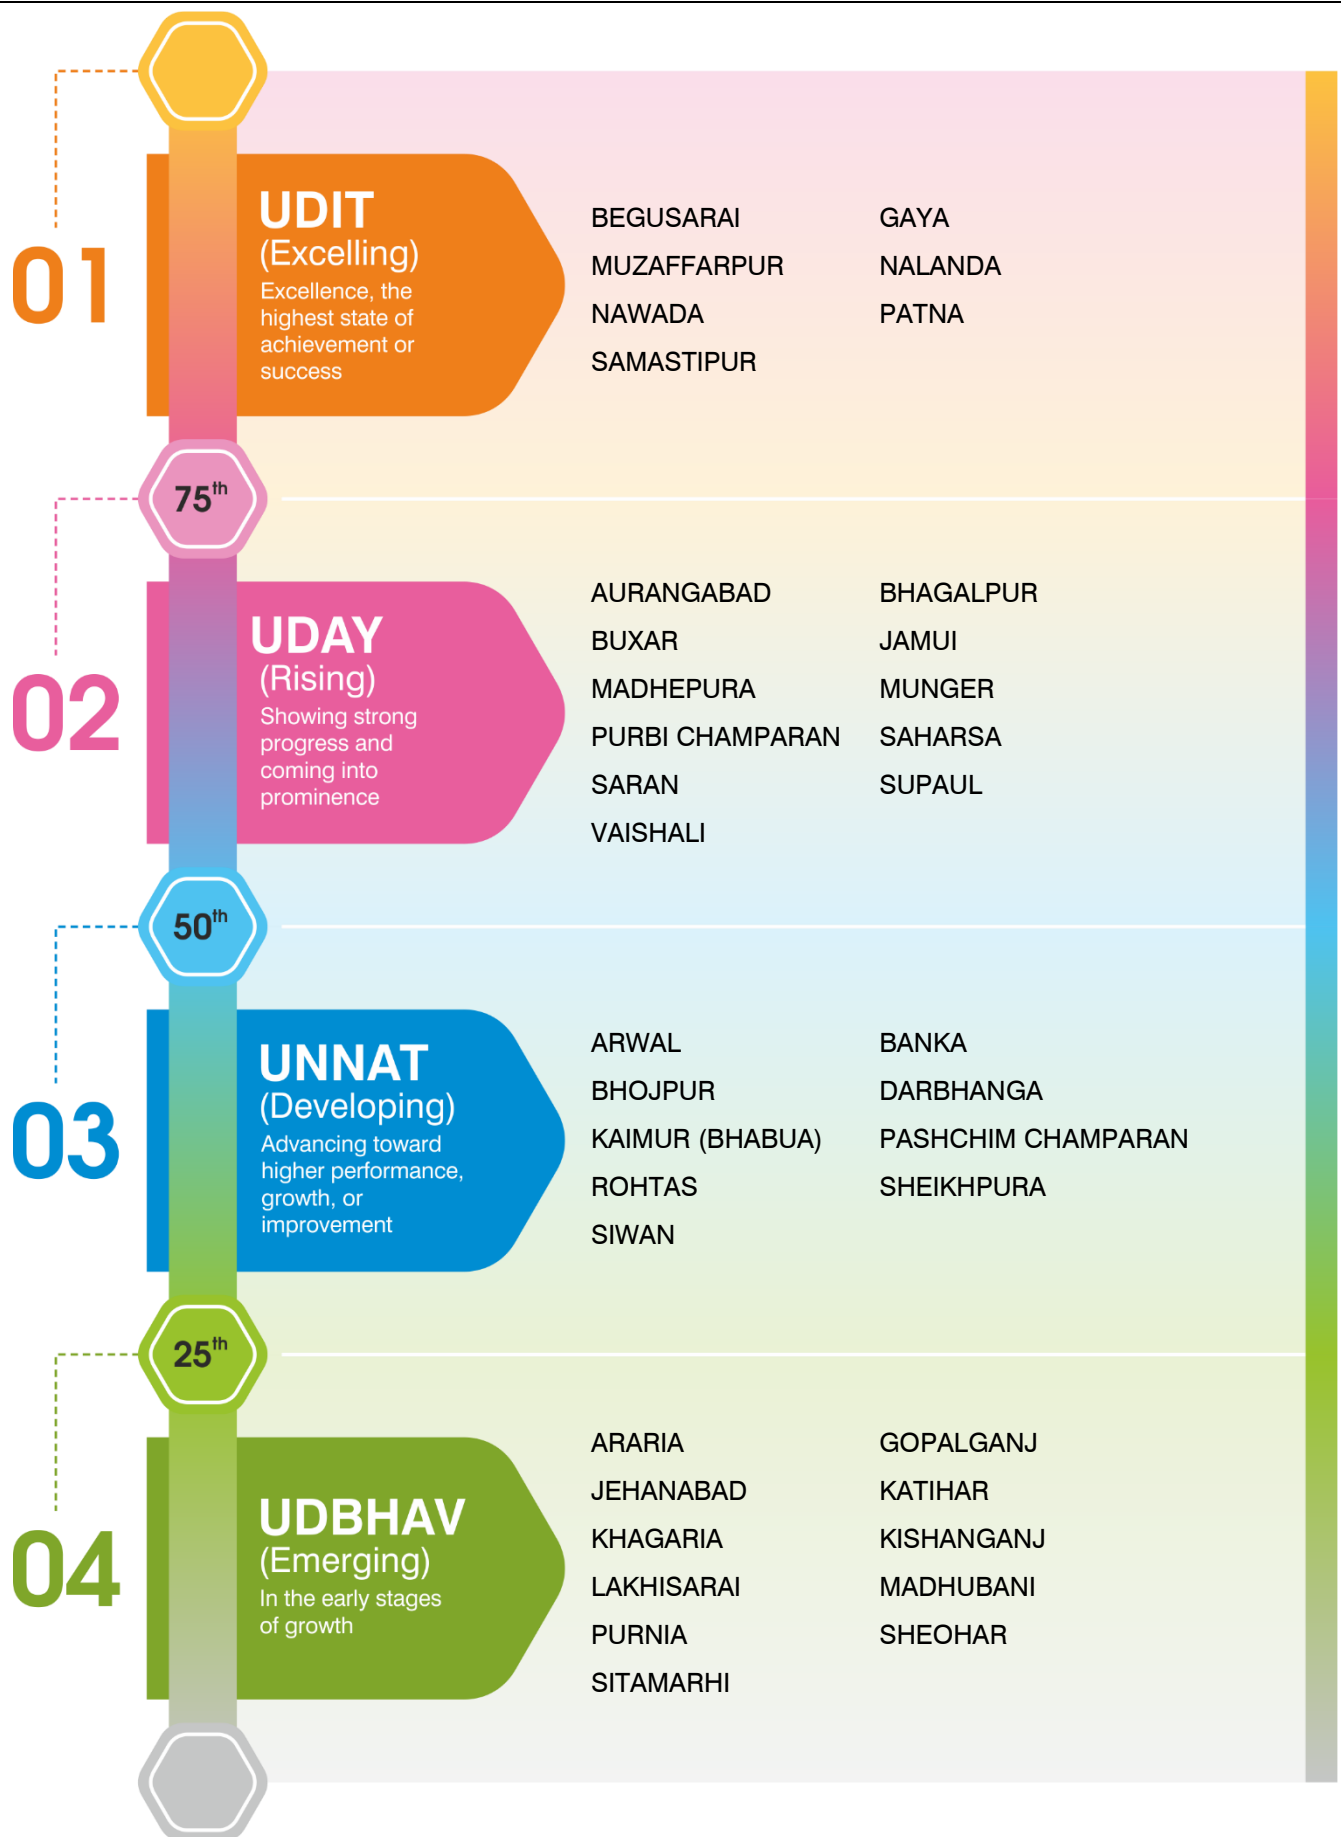 01
UDIT
(Excelling)
Excellence, the
highest state of
achievement or
success
BEGUSARAI GAYA
MUZAFFARPUR NALANDA
NAWADA PATNA
SAMASTIPUR
75th
02
UDAY
(Rising)
Showing strong
progress and
coming into
prominence
AURANGABAD BHAGALPUR
BUXAR JAMUI
MADHEPURA MUNGER
PURBI CHAMPARAN SAHARSA
SARAN SUPAUL
VAISHALI
50th
03
UNNAT
(Developing)
Advancing toward
higher performance,
growth, or
improvement
ARWAL BANKA
BHOJPUR DARBHANGA
KAIMUR (BHABUA) PASHCHIM CHAMPARAN
ROHTAS SHEIKHPURA
SIWAN
25th
04
UDBHAV
(Emerging)
In the early stages
of growth
ARARIA GOPALGANJ
JEHANABAD KATIHAR
KHAGARIA KISHANGANJ
LAKHISARAI MADHUBANI
PURNIA SHEOHAR
SITAMARHI